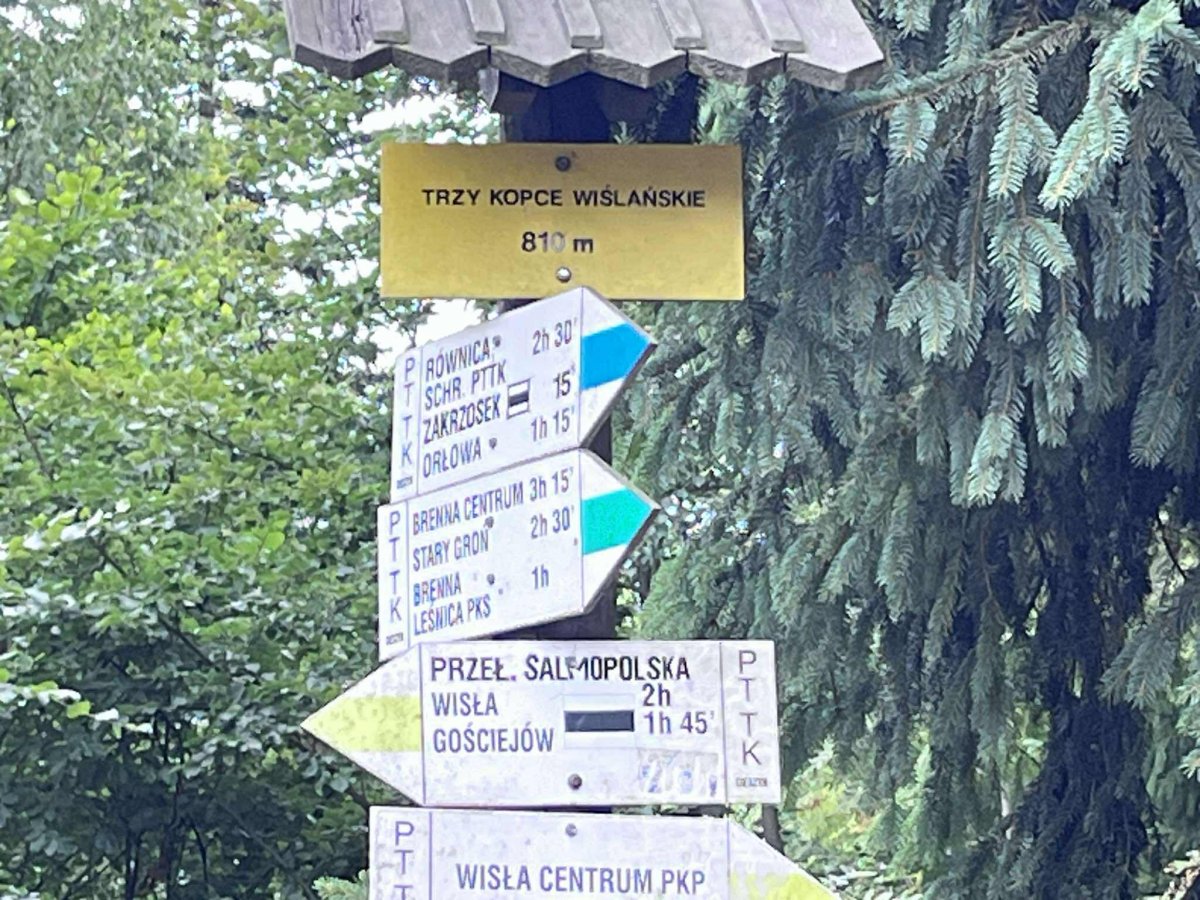 TRZY KOPCE WIŚLAŃSKIE
810 m
PTTK
RÓWNICA 2h 30'
SCHR. PTTK
ZAKRZOSEK 15'
ORŁOWA 1h 15'
PTTK
BRENNA CENTRUM 3h 15'
STARY GROŃ 2h 30'
BRENNA 1h
LEŚNICA PKS
PRZEŁ. SALMOPOLSKA
WISŁA 2h
GOŚCIEJÓW 1h 45'
PTTK
PTT
WISŁA CENTRUM PKP